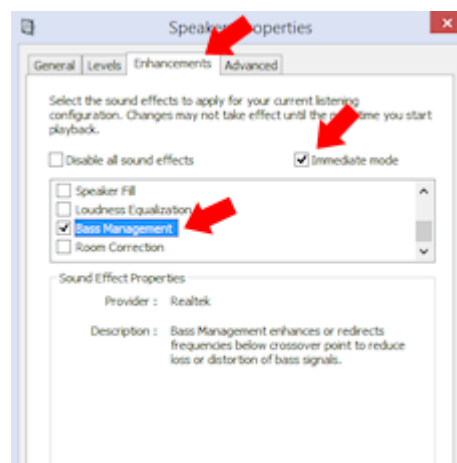 Properties
General Levels Enhancements Advanced
Select the sound effects to apply for your current listening
configuration. Changes may not take effect until the next time you start
playback.
Disable all sound effects Immediate mode
Speaker Fill
Loudness Equalization
Bass Management
Room Correction
Sound Effect Properties
Provider : Realtek
Description : Bass Management enhances or redirects
frequencies below crossover point to reduce
loss or distortion of bass signals.